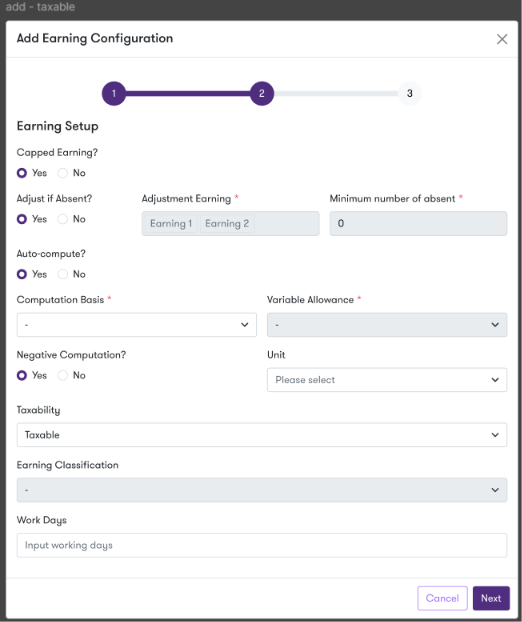 add - taxable
Add Earning Configuration
1 2 3
Earning Setup
Capped Earning?
Yes No
Adjust if Absent? Adjustment Earning * Minimum number of absent *
Yes No Earning 1 Earning 2 0
Auto-compute?
Yes No
Computation Basis * Variable Allowance *
- -
Negative Computation? Unit
Yes No Please select
Taxability
Taxable
Earning Classification
-
Work Days
Input working days
Cancel Next